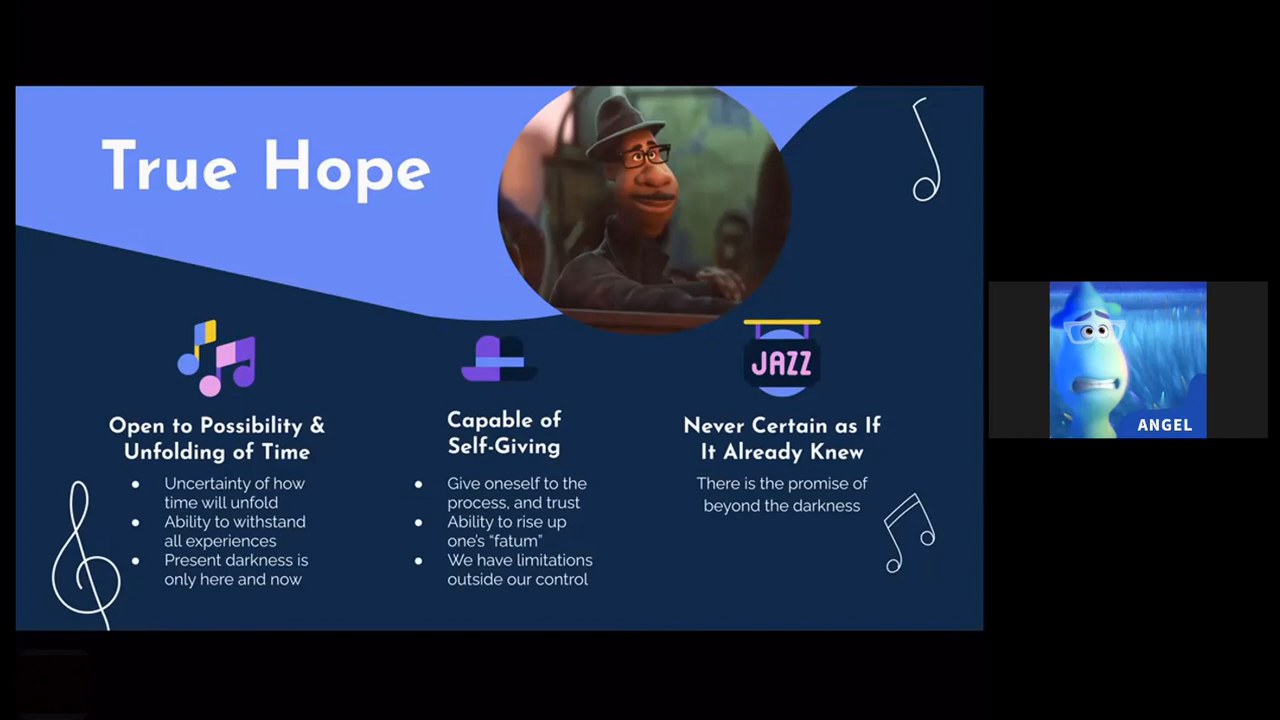 True Hope
JAZZ
Open to Possibility &
Unfolding of Time
Uncertainty of how
time will unfold
Ability to withstand
all experiences
Present darkness is
only here and now
Capable of
Self-Giving
Give oneself to the
process, and trust
Ability to rise up
one's “fatum”
We have limitations
outside our control
Never Certain as If
It Already Knew
There is the promise of
beyond the darkness
ANGEL